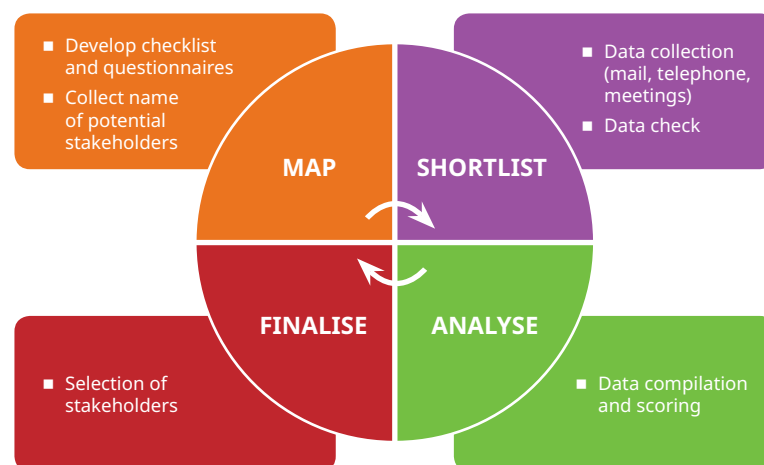 ■ Develop checklist
and questionnaires
■ Collect name
of potential
stakeholders
MAP
■ Data collection
(mail, telephone,
meetings)
■ Data check
SHORTLIST
FINALISE
■ Selection of
stakeholders
ANALYSE
■ Data compilation
and scoring